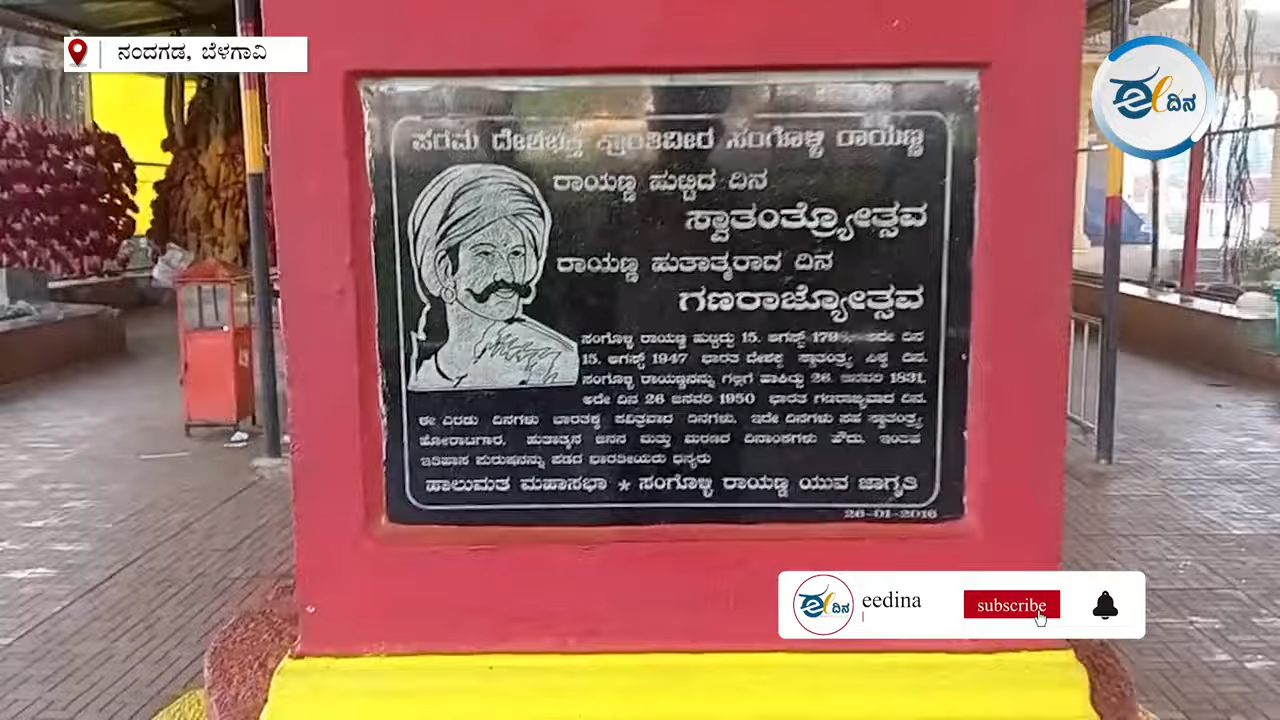 ನಂದಗಡ, ಬೆಳಗಾವಿ
ಈ ದಿನ
ಪರಮ ದೇಶಭಕ್ತ ಕ್ರಾಂತಿವೀರ ಸಂಗೊಳ್ಳಿ ರಾಯಣ್ಣ
ರಾಯಣ್ಣ ಹುಟ್ಟಿದ ದಿನ
ಸ್ವಾತಂತ್ರ್ಯೋತ್ಸವ
ರಾಯಣ್ಣ ಹುತಾತ್ಮರಾದ ದಿನ
ಗಣರಾಜ್ಯೋತ್ಸವ
ಸಂಗೊಳ್ಳಿ ರಾಯಣ್ಣ ಹುಟ್ಟಿದ್ದು 15. ಆಗಸ್ಟ್ ಅದೇ ದಿನ
15. ಆಗಸ್ಟ್ 1947 ಭಾರತ ದೇಶಕ್ಕೆ ಸ್ವಾತಂತ್ರ್ಯ ಸಿಕ್ಕ ದಿನ.
ಸಂಗೊಳ್ಳಿ ರಾಯಣ್ಣನನ್ನು ಗಲ್ಲಿಗೆ ಹಾಕಿದ್ದು 26. ಜನವರಿ 1831,
ಅದೇ ದಿನ 26 ಜನವರಿ 1950 ಭಾರತ ಗಣರಾಜ್ಯವಾದ ದಿನ.
ಈ ಎರಡು ದಿನಗಳು ಭಾರತಕ್ಕೆ ಪವಿತ್ರವಾದ ದಿನಗಳು. ಇದೇ ದಿನಗಳು ಸಹ ಸ್ವಾತಂತ್ರ್ಯ
ಹೋರಾಟಗಾರ, ಹುತಾತ್ಮನ ಜನನ ಮತ್ತು ಮರಣದ ದಿನಾಂಕಗಳು ಹೌದು. ಇಂತಹ
ಇತಿಹಾಸ ಪುರುಷನನ್ನು ಪಡೆದ ಭಾರತೀಯರು ಧನ್ಯರು
ಹಾಲುಮತ ಮಹಾಸಭಾ * ಸಂಗೊಳ್ಳಿ ರಾಯಣ್ಣ ಯುವ ಜಾಗೃತಿ
26-01-2016
ಈ ದಿನ
eedina
subscribe